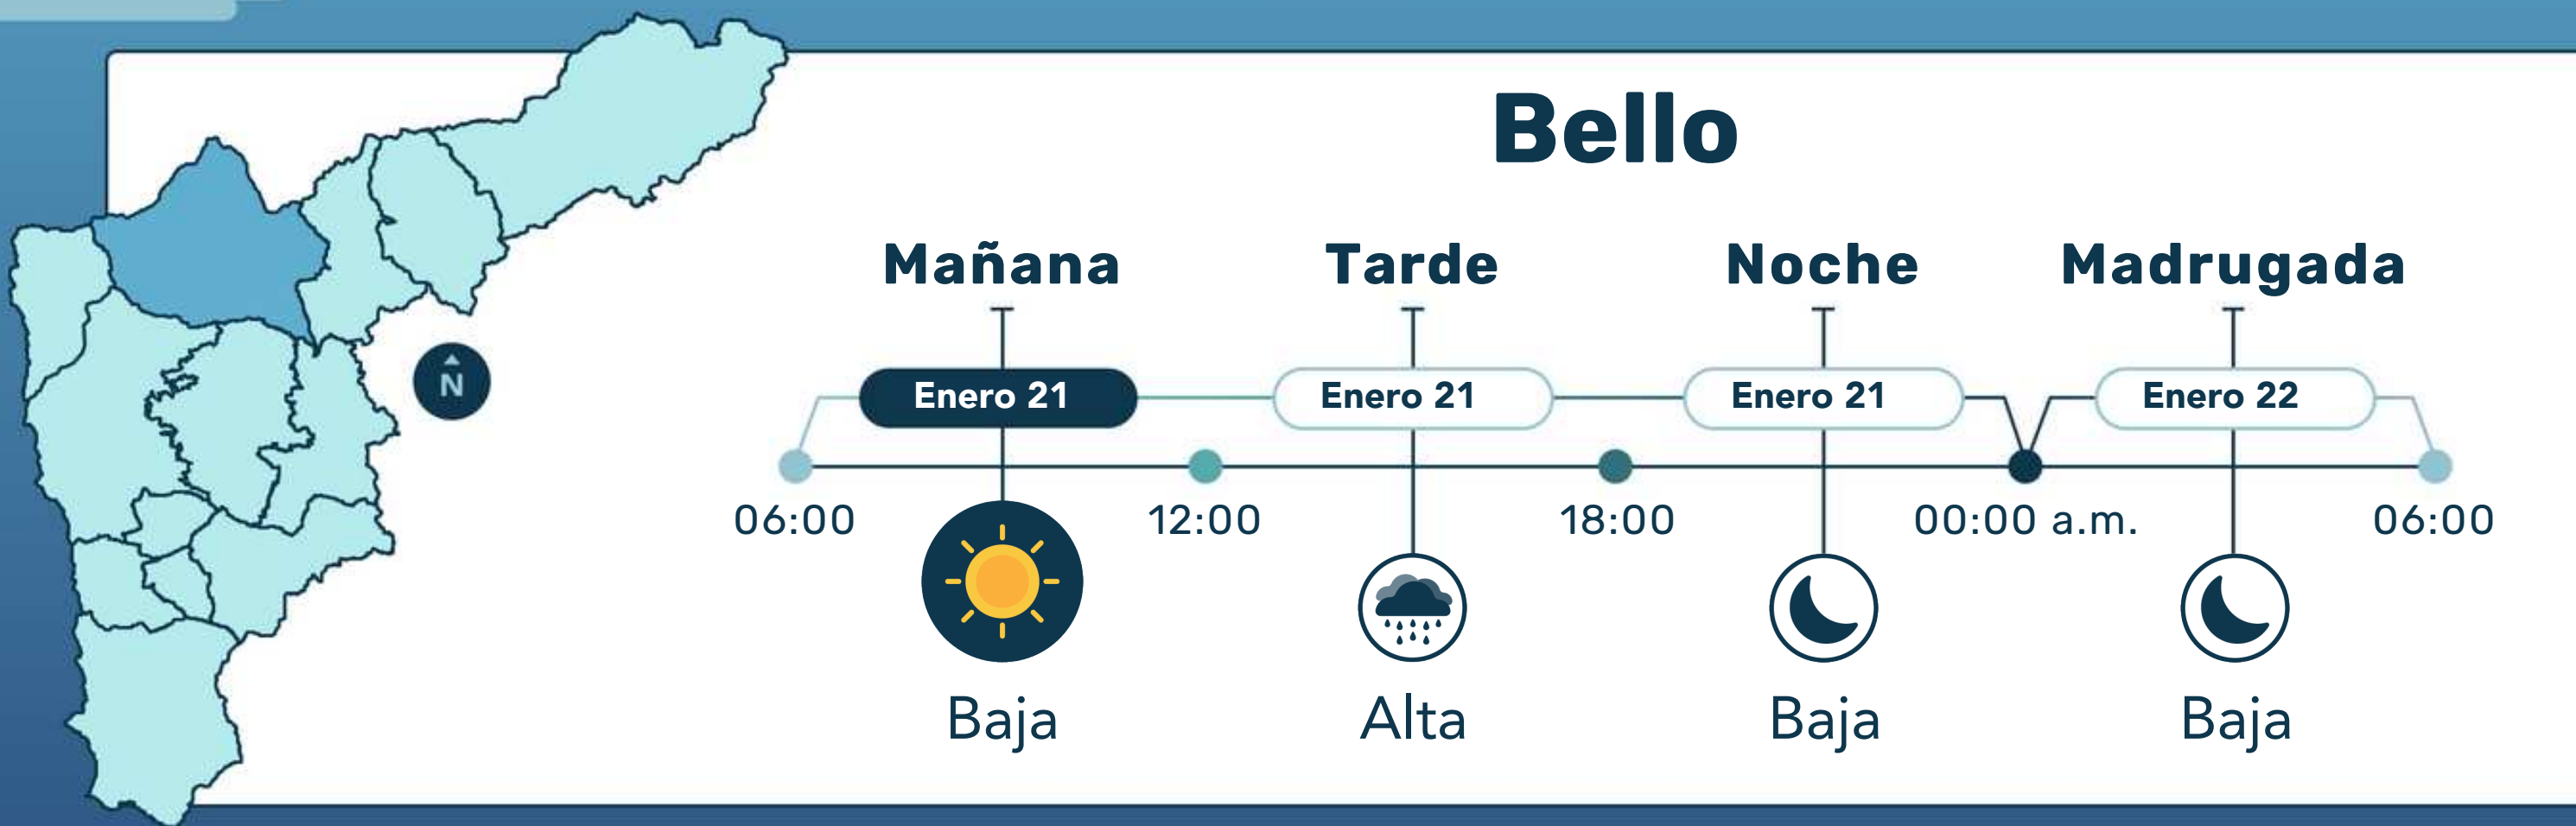 Bello
Mañana Tarde Noche Madrugada
N
Enero 21 Enero 21 Enero 21 Enero 22
06:00 12:00 18:00 00:00 a.m. 06:00
Baja Alta Baja Baja